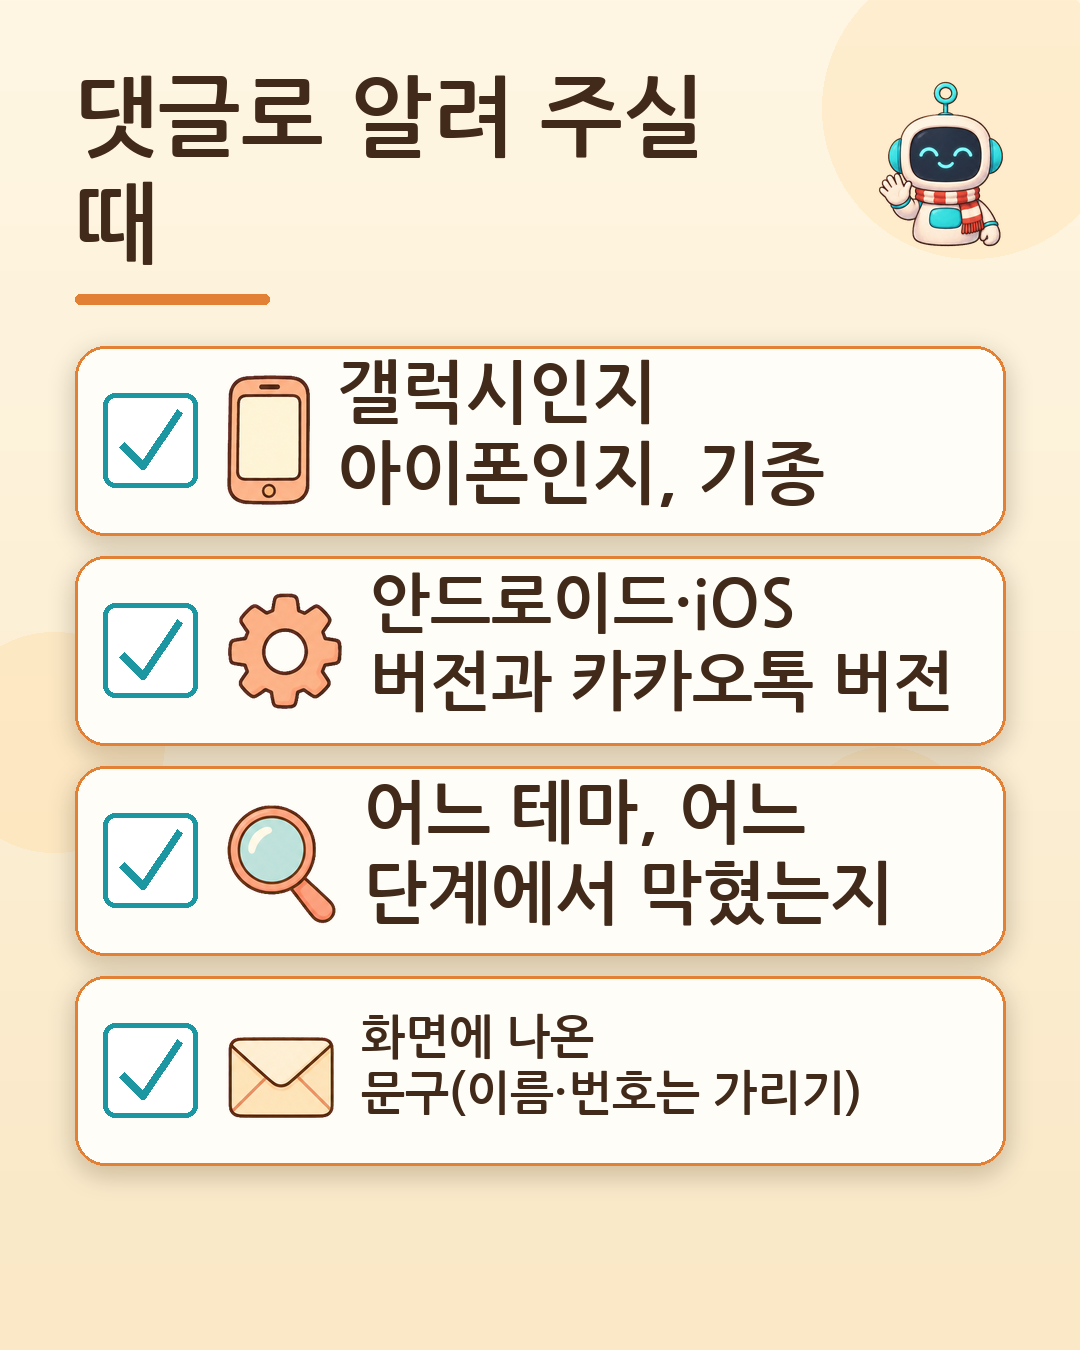 댓글로 알려 주실
때
갤럭시인지
아이폰인지, 기종
안드로이드·iOS
버전과 카카오톡 버전
어느 테마, 어느
단계에서 막혔는지
화면에 나온
문구(이름·번호는 가리기)